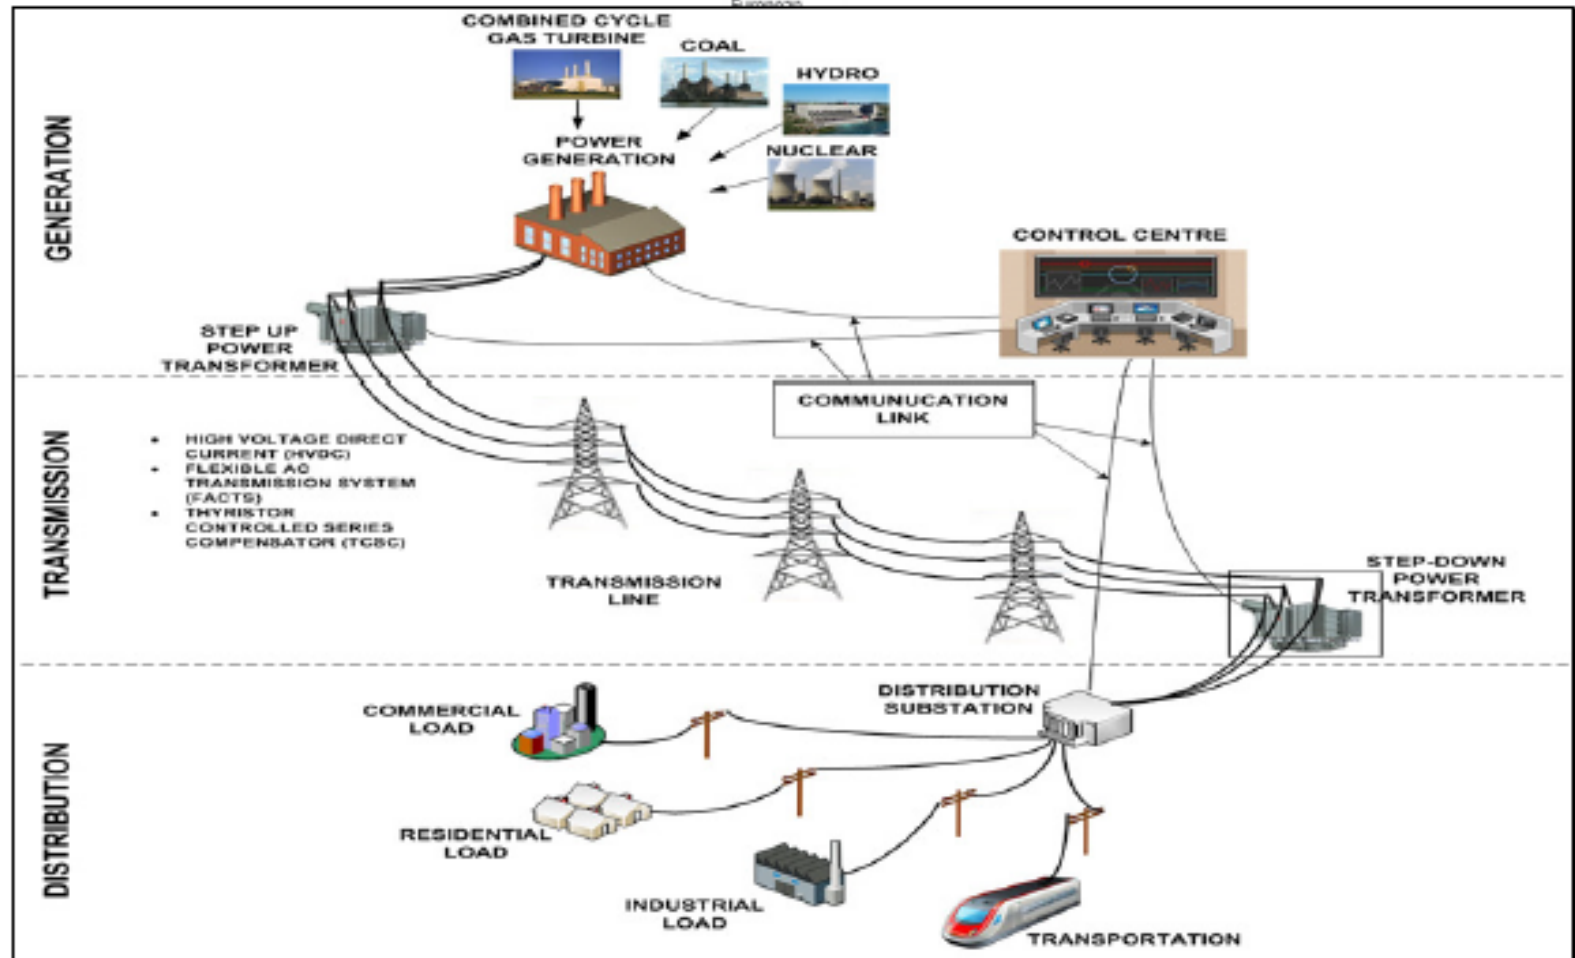 COMBINED CYCLE
GAS TURBINE
COAL
HYDRO
POWER
GENERATION
NUCLEAR
GENERATION
CONTROL CENTRE
STEP UP
POWER
TRANSFORMER
COMMUNUCATION
LINK
TRANSMISSION
• HIGH VOLTAGE DIRECT
CURRENT (HVDC)
• FLEXIBLE AC
TRANSMISSION SYSTEM
(FACTS)
• THYRISTOR
CONTROLLED SERIES
COMPENSATOR (TCSC)
TRANSMISSION
LINE
STEP-DOWN
POWER
TRANSFORMER
DISTRIBUTION
SUBSTATION
COMMERCIAL
LOAD
DISTRIBUTION
RESIDENTIAL
LOAD
INDUSTRIAL
LOAD
TRANSPORTATION